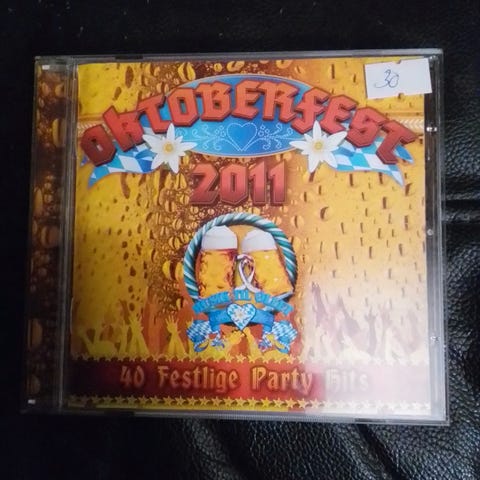 30
OKTOBERFEST
2011
40 Festlige Party Hits